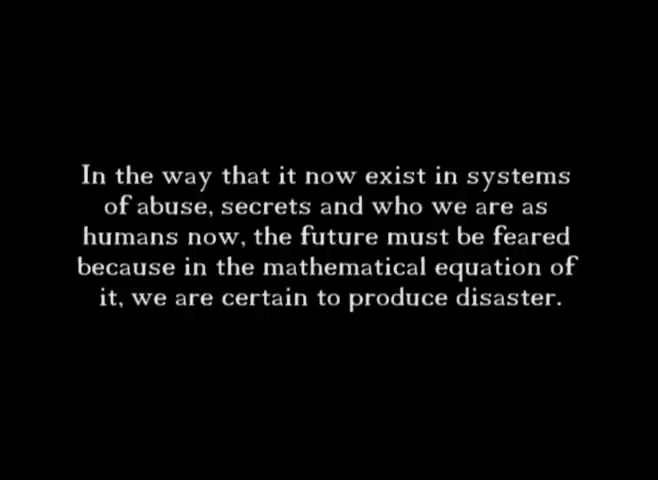 In the way that it now exist in systems
of abuse, secrets and who we are as
humans now, the future must be feared
because in the mathematical equation of
it, we are certain to produce disaster.